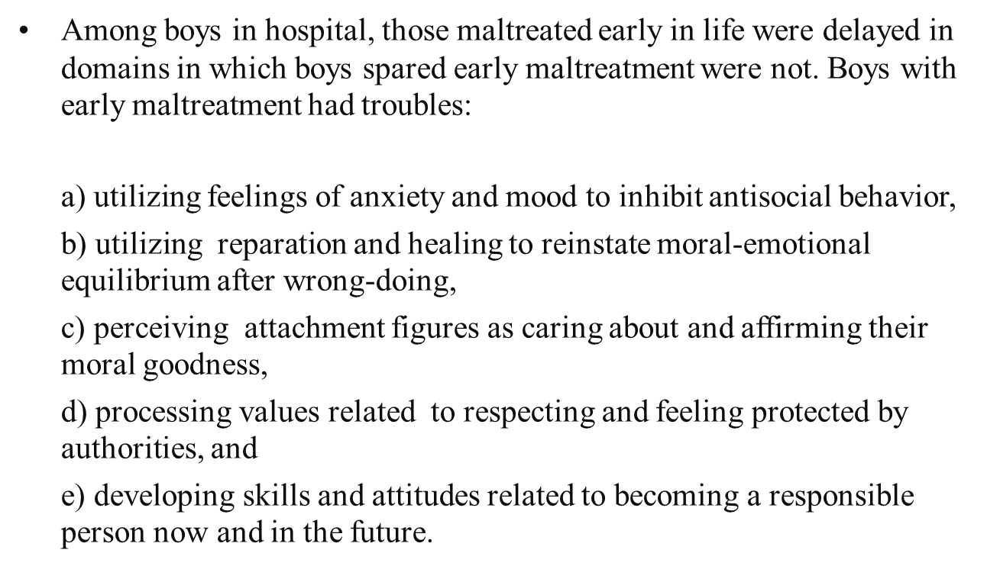 • Among boys in hospital, those maltreated early in life were delayed in
domains in which boys spared early maltreatment were not. Boys with
early maltreatment had troubles:
a) utilizing feelings of anxiety and mood to inhibit antisocial behavior,
b) utilizing reparation and healing to reinstate moral-emotional
equilibrium after wrong-doing,
c) perceiving attachment figures as caring about and affirming their
moral goodness,
d) processing values related to respecting and feeling protected by
authorities, and
e) developing skills and attitudes related to becoming a responsible
person now and in the future.